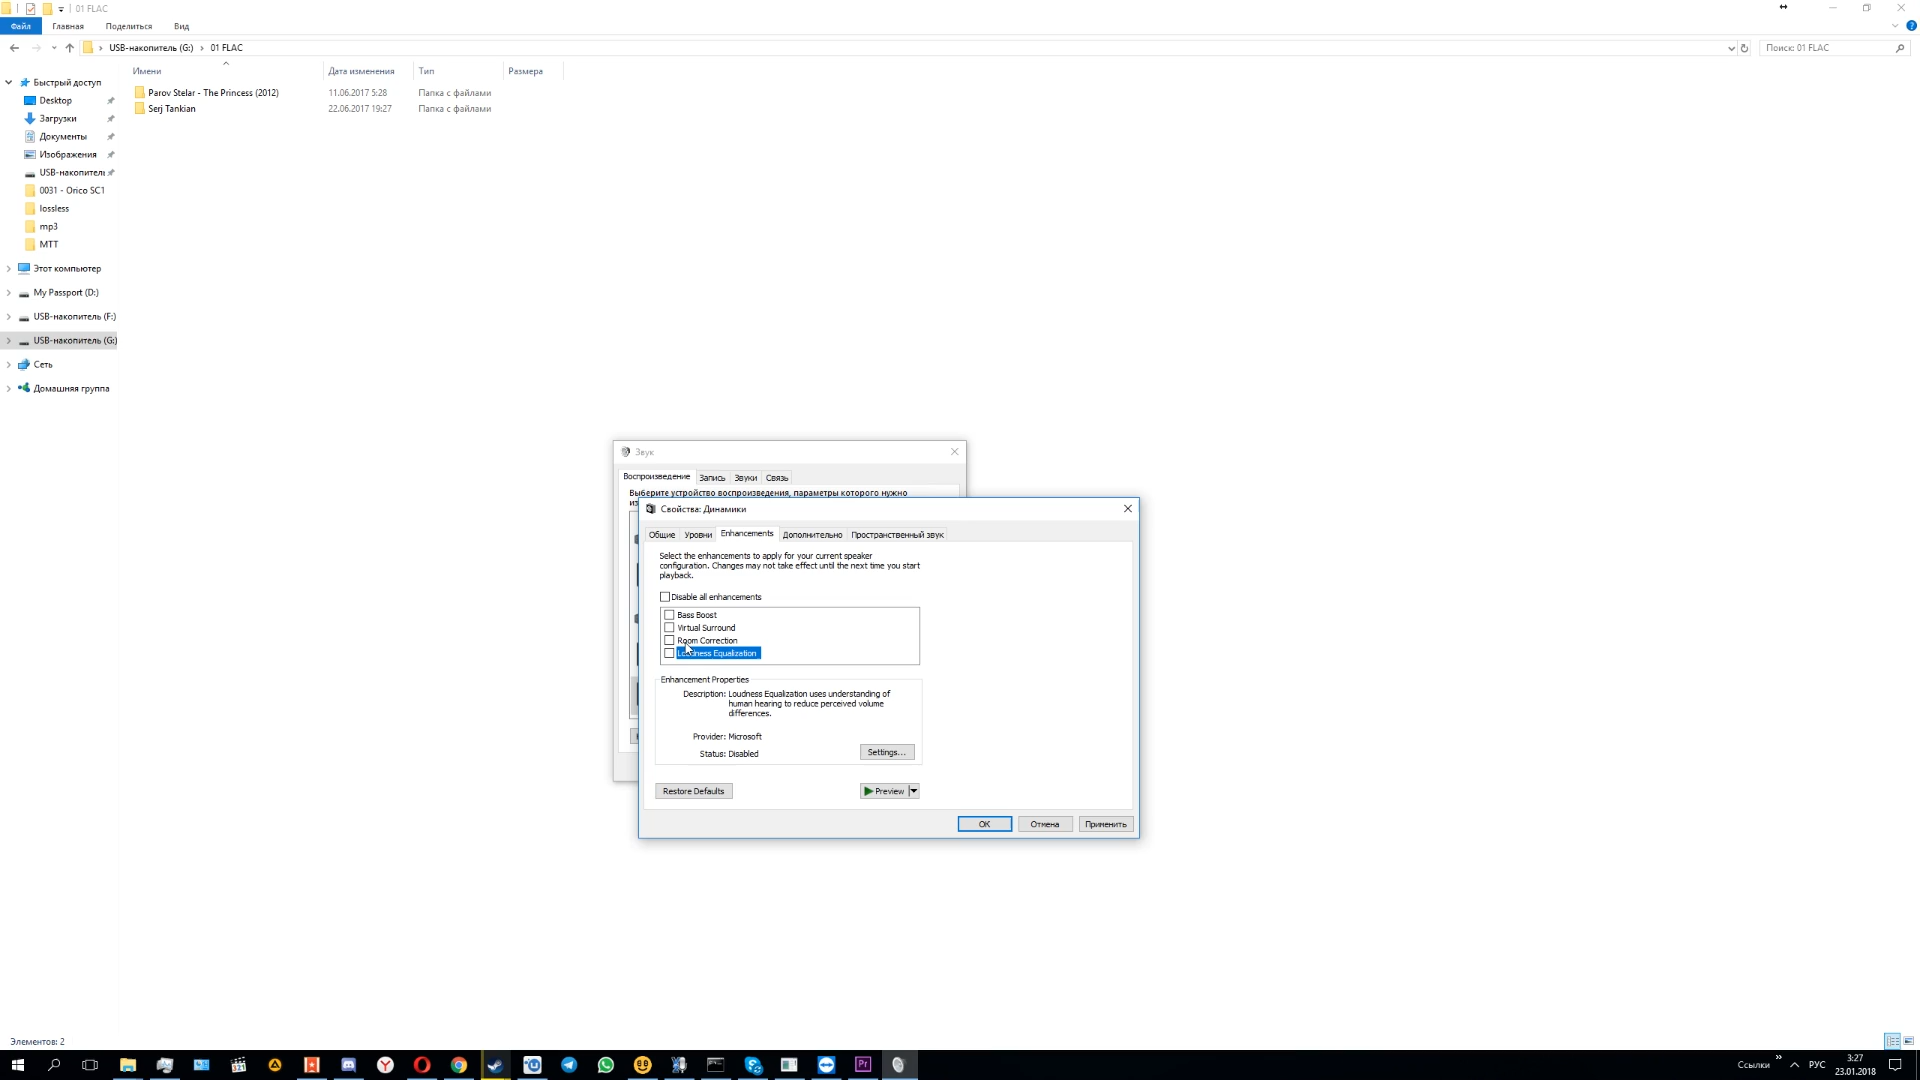 01 FLAC
Файл Главная Поделиться Вид
USB-накопитель (G:) 01 FLAC Поиск: 01 FLAC
Имени Дата изменения Тип Размера
Parov Stelar - The Princess (2012) 11.06.2017 5:28 Папка с файлами
Serj Tankian 22.06.2017 19:27 Папка с файлами
Быстрый доступ
Desktop
Загрузки
Документы
Изображения
USB-накопитель
0031 - Orico SC1
lossless
mp3
MTT
Этот компьютер
My Passport (D:)
USB-накопитель (F:)
USB-накопитель (G:)
Сеть
Домашняя группа
Звук
Воспроизведение Запись Звуки Связь
Выберите устройство воспроизведения, параметры которого нужно
Свойства: Динамики
Общие Уровни Enhancements Дополнительно Пространственный звук
Select the enhancements to apply for your current speaker
configuration. Changes may not take effect until the next time you start
playback.
Disable all enhancements
Bass Boost
Virtual Surround
Room Correction
Loudness Equalization
Enhancement Properties
Description: Loudness Equalization uses understanding of
human hearing to reduce perceived volume
differences.
Provider: Microsoft
Status: Disabled
Settings...
Restore Defaults Preview
OK Отмена Применить
Элементов: 2
Ссылки РУС 3:27
23.01.2018